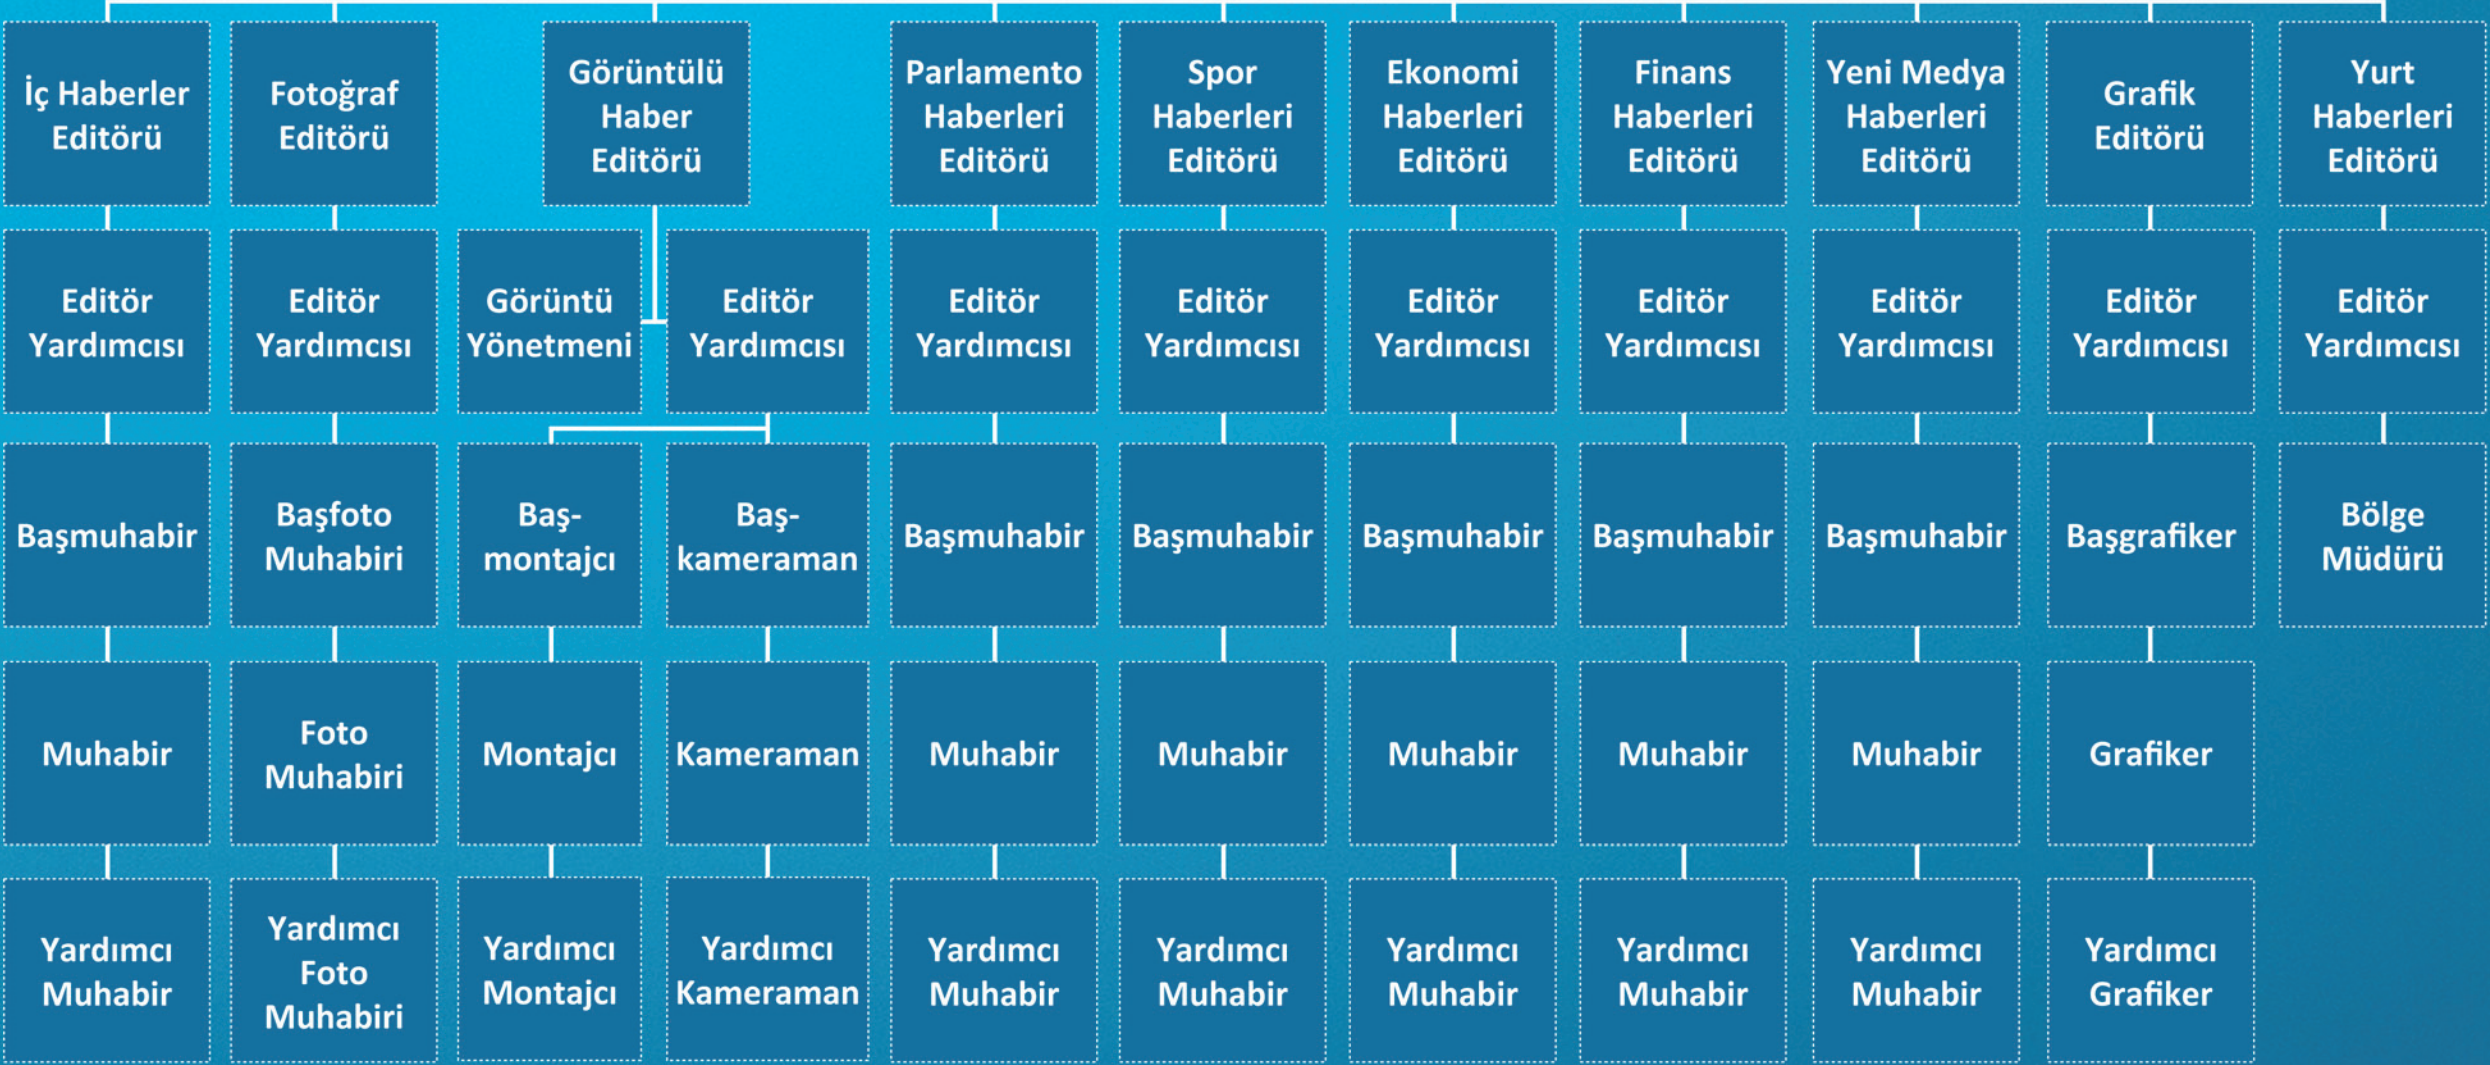 İç Haberler
Editörü
Fotoğraf
Editörü
Görüntülü
Haber
Editörü
Parlamento
Haberleri
Editörü
Spor
Haberleri
Editörü
Ekonomi
Haberleri
Editörü
Finans
Haberleri
Editörü
Yeni Medya
Haberleri
Editörü
Grafik
Editörü
Yurt
Haberleri
Editörü
Editör
Yardımcısı
Editör
Yardımcısı
Görüntü
Yönetmeni
Editör
Yardımcısı
Editör
Yardımcısı
Editör
Yardımcısı
Editör
Yardımcısı
Editör
Yardımcısı
Editör
Yardımcısı
Editör
Yardımcısı
Editör
Yardımcısı
Başmuhabir
Başfoto
Muhabiri
Baş-
montajcı
Baş-
kameraman
Başmuhabir
Başmuhabir
Başmuhabir
Başmuhabir
Başmuhabir
Başgrafiker
Bölge
Müdürü
Muhabir
Foto
Muhabiri
Montajcı
Kameraman
Muhabir
Muhabir
Muhabir
Muhabir
Muhabir
Grafiker
Yardımcı
Muhabir
Yardımcı
Foto
Muhabiri
Yardımcı
Montajcı
Yardımcı
Kameraman
Yardımcı
Muhabir
Yardımcı
Muhabir
Yardımcı
Muhabir
Yardımcı
Muhabir
Yardımcı
Muhabir
Yardımcı
Grafiker